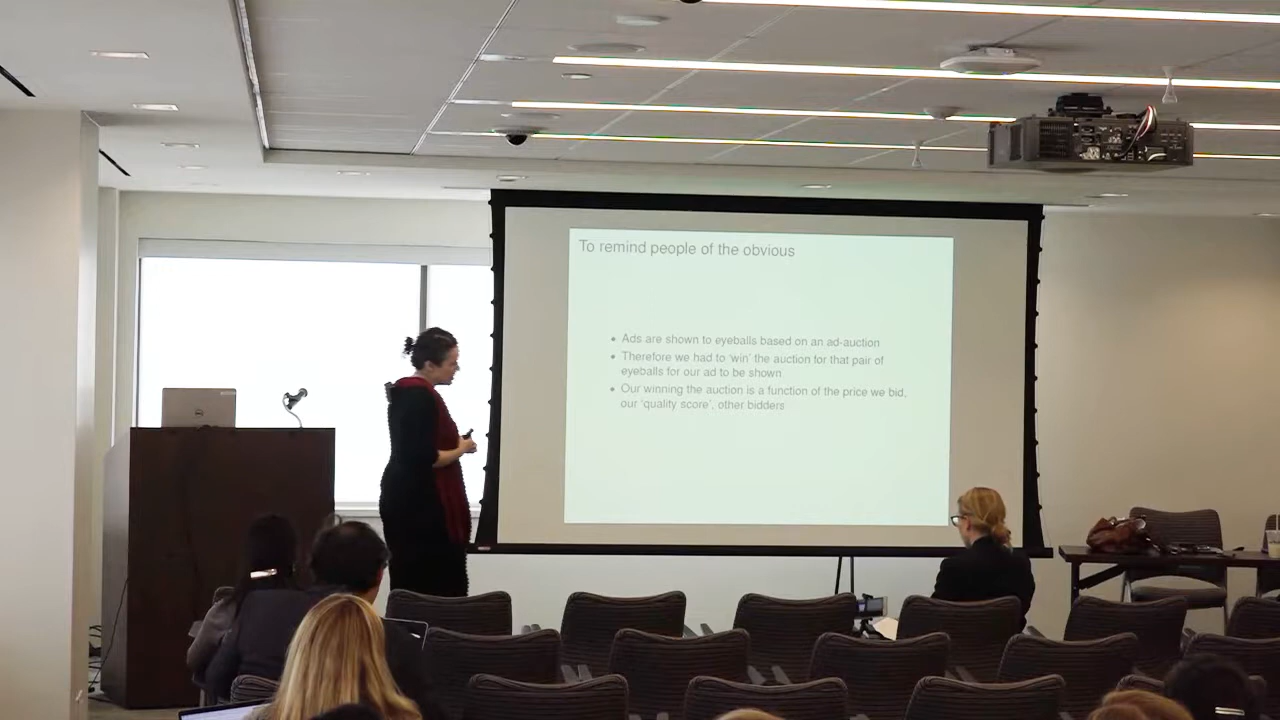 To remind people of the obvious
• Ads are shown to eyeballs based on an ad-auction
• Therefore we had to 'win' the auction for that pair of
eyeballs for our ad to be shown
• Our winning the auction is a function of the price we bid,
our 'quality score', other bidders